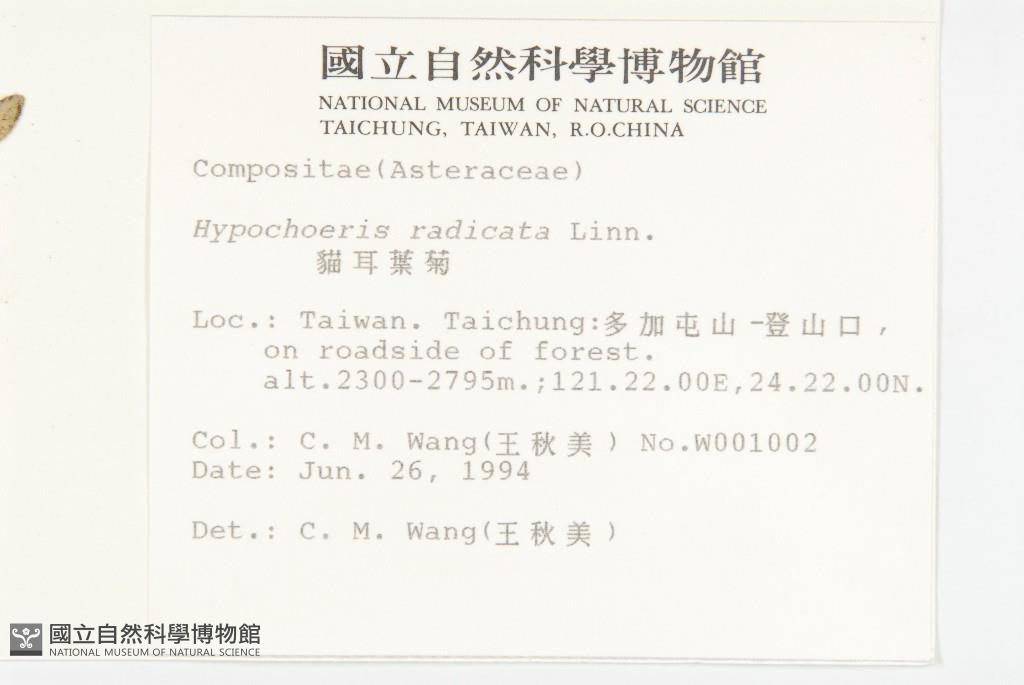 國立自然科學博物館
NATIONAL MUSEUM OF NATURAL SCIENCE
TAICHUNG, TAIWAN, R.O.CHINA
Compositae(Asteraceae)
Hypochoeris radicata Linn.
貓耳葉菊
Loc.: Taiwan. Taichung:多加屯山-登山口,
on roadside of forest.
alt.2300-2795m.;121.22.00E,24.22.00N.
Col.: C. M. Wang(王秋美) No.W001002
Date: Jun. 26, 1994
Det.: C. M. Wang(王秋美)
國立自然科學博物館
NATIONAL MUSEUM OF NATURAL SCIENCE